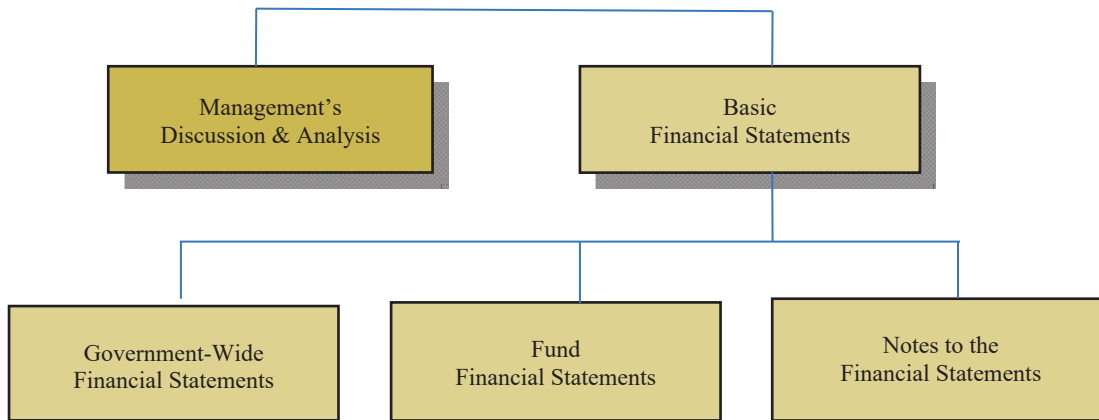 Management’s
Discussion & Analysis
Basic
Financial Statements
Government-Wide
Financial Statements
Fund
Financial Statements
Notes to the
Financial Statements